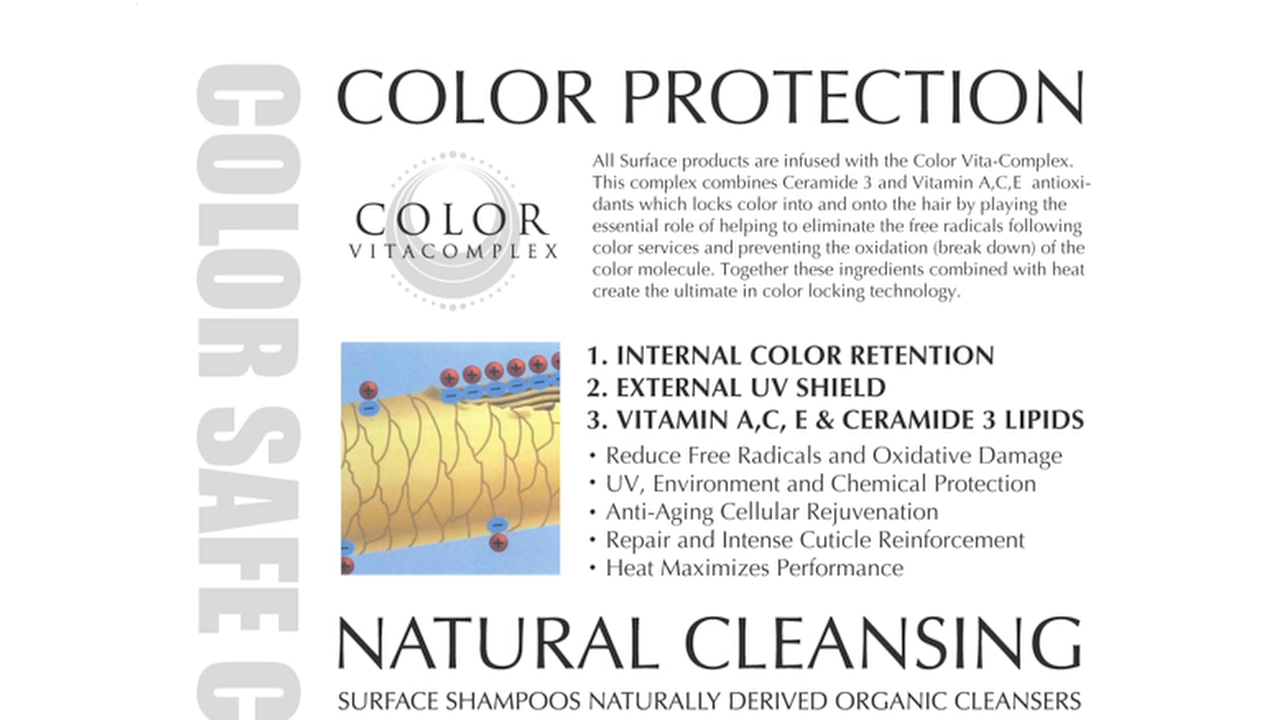 COLOR SAFE C
COLOR PROTECTION
COLOR
VITACOMPLEX
All Surface products are infused with the Color Vita-Complex.
This complex combines Ceramide 3 and Vitamin A,C,E antioxi-
dants which locks color into and onto the hair by playing the
essential role of helping to eliminate the free radicals following
color services and preventing the oxidation (break down) of the
color molecule. Together these ingredients combined with heat
create the ultimate in color locking technology.
1. INTERNAL COLOR RETENTION
2. EXTERNAL UV SHIELD
3. VITAMIN A,C, E & CERAMIDE 3 LIPIDS
• Reduce Free Radicals and Oxidative Damage
• UV, Environment and Chemical Protection
• Anti-Aging Cellular Rejuvenation
• Repair and Intense Cuticle Reinforcement
• Heat Maximizes Performance
NATURAL CLEANSING
SURFACE SHAMPOOS NATURALLY DERIVED ORGANIC CLEANSERS